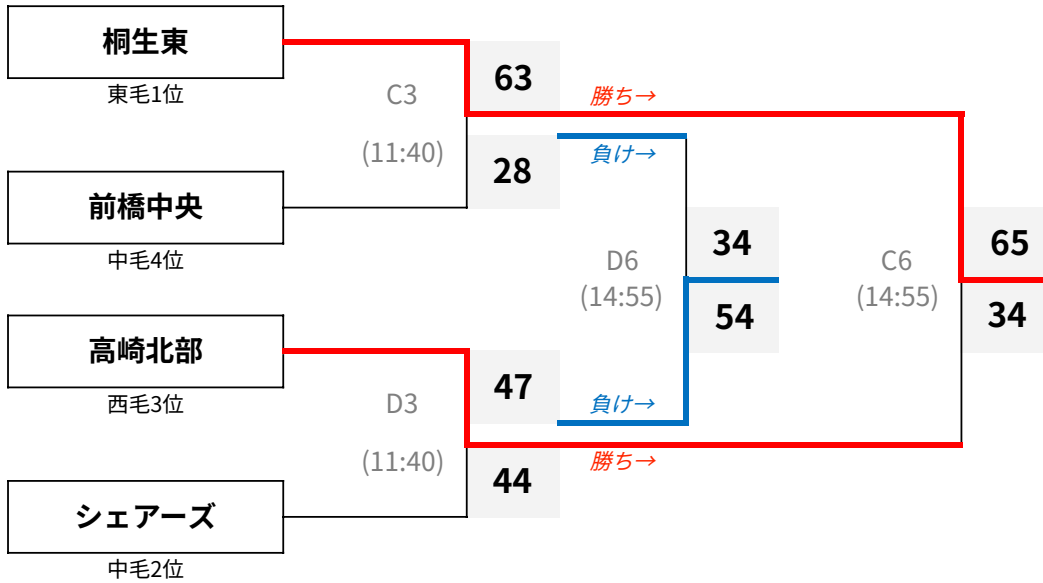 桐生東
東毛1位
C3
(11:40)
63
28
勝ち→
負け→
前橋中央
中毛4位
D6
(14:55)
34
54
C6
(14:55)
65
34
高崎北部
西毛3位
D3
(11:40)
47
44
負け→
勝ち→
シェアーズ
中毛2位